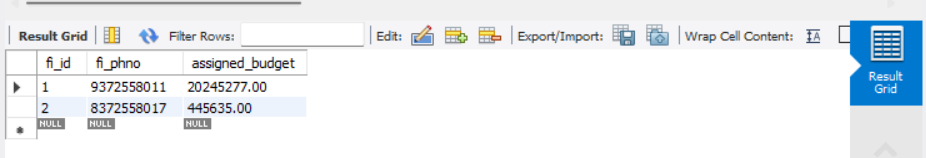 Result Grid Filter Rows: Edit: Export/Import: Wrap Cell Content: IA
fi_id fi_phno assigned_budget
1 9372558011 20245277.00
2 8372558017 445635.00
NULL NULL NULL
Result
Grid